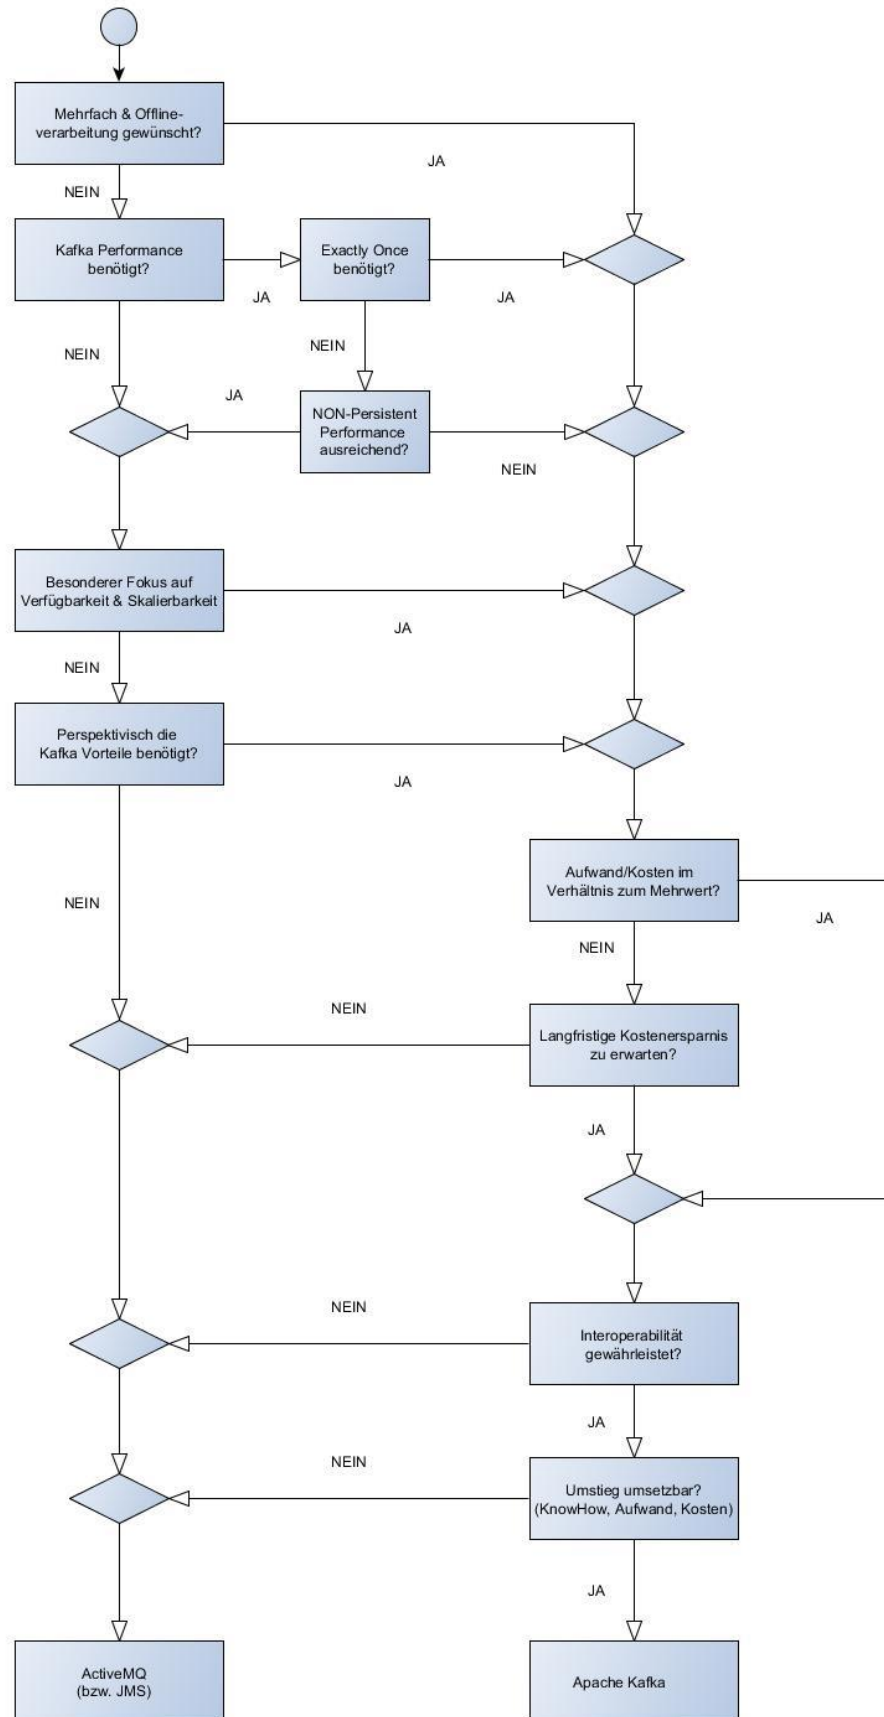 Mehrfach & Offline-
verarbeitung gewünscht?
JA
NEIN
Kafka Performance
benötigt?
JA
Exactly Once
benötigt?
JA
NEIN
NEIN
JA
NON-Persistent
Performance
ausreichend?
NEIN
Besonderer Fokus auf
Verfügbarkeit & Skalierbarkeit
JA
NEIN
Perspektivisch die
Kafka Vorteile benötigt?
JA
NEIN
Aufwand/Kosten im
Verhältnis zum Mehrwert?
JA
NEIN
NEIN
Langfristige Kostenersparnis
zu erwarten?
JA
NEIN
Interoperabilität
gewährleistet?
JA
NEIN
Umstieg umsetzbar?
(KnowHow, Aufwand, Kosten)
JA
ActiveMQ
(bzw. JMS)
Apache Kafka